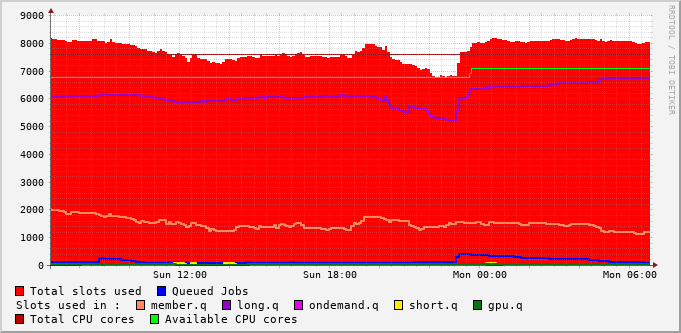 9000
8000
7000
6000
5000
4000
3000
2000
1000
0
Sun 12:00 Sun 18:00 Mon 00:00 Mon 06:00
Total slots used Queued Jobs
Slots used in : member.q long.q ondemand.q short.q gpu.q
Total CPU cores Available CPU cores
RRDTOOL / TOBI OETIKER